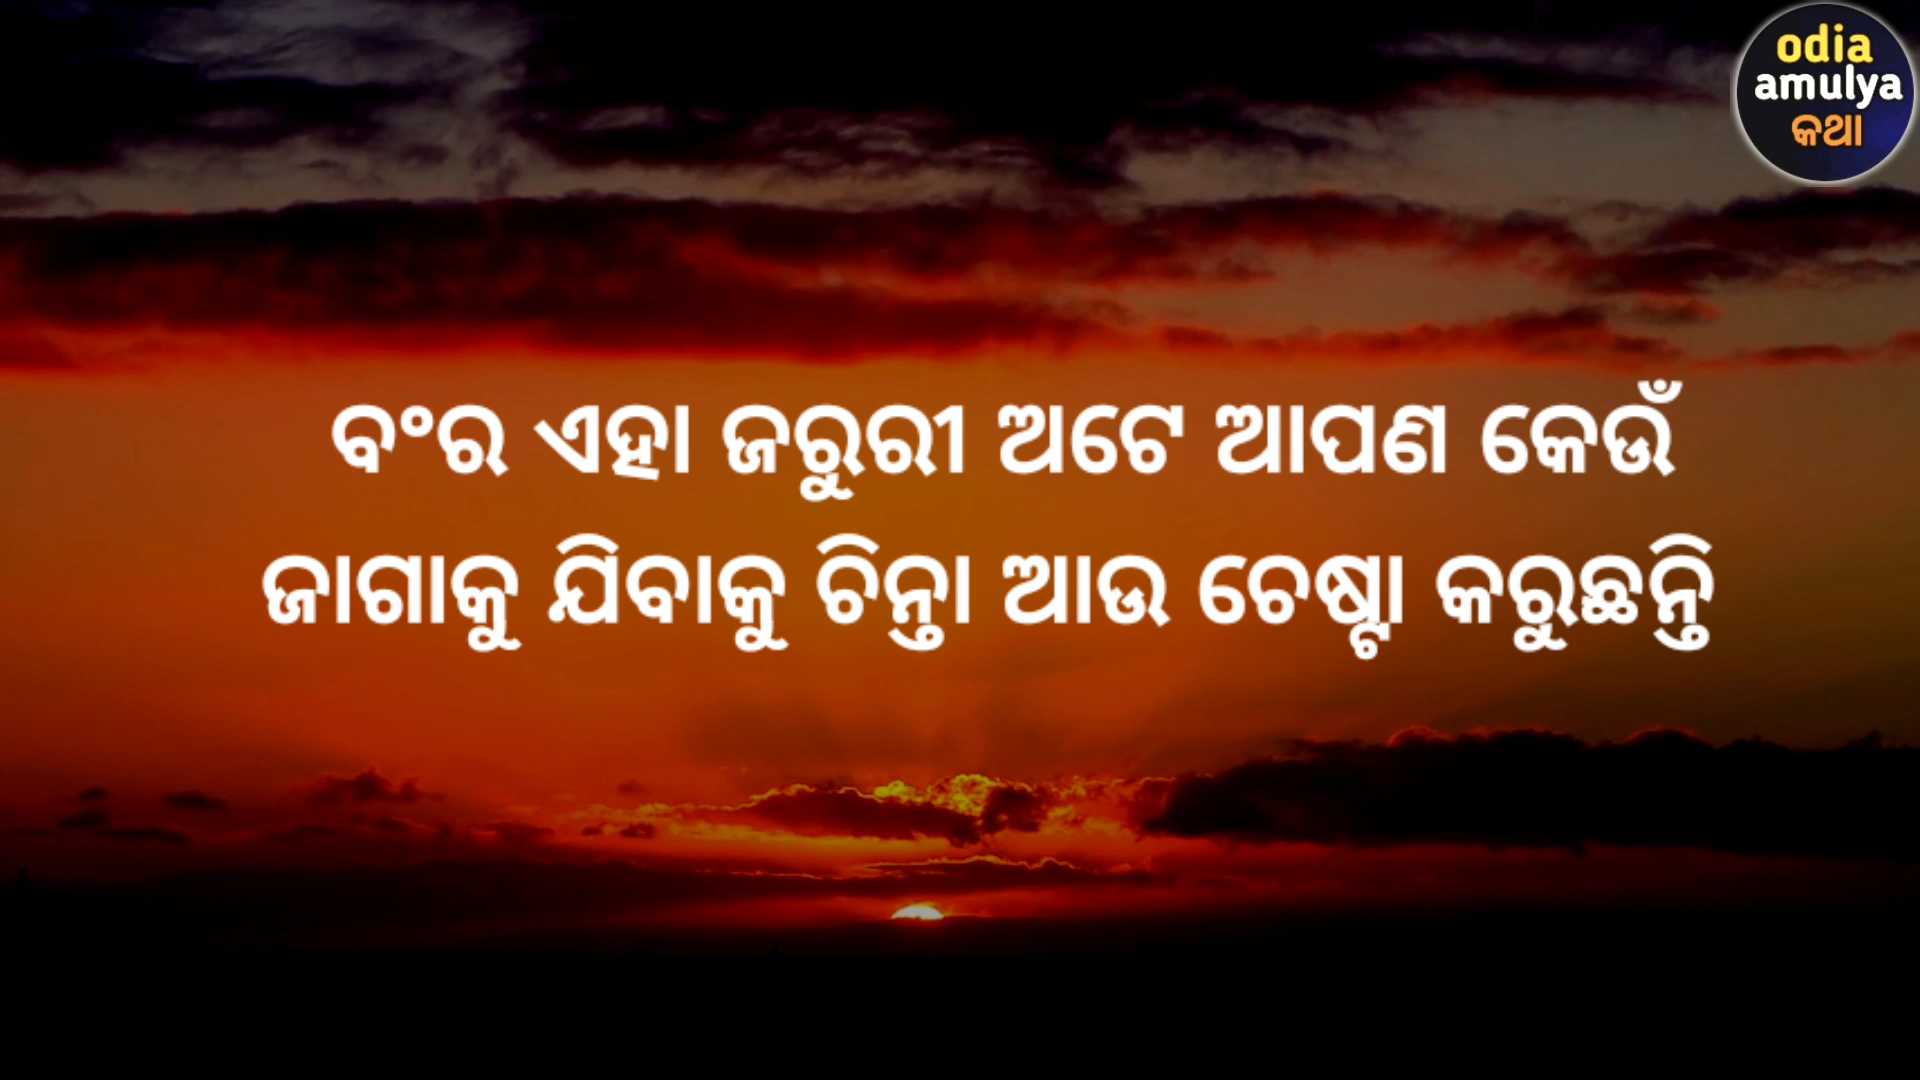 odia
amulya
କଥା
ବଂର ଏହା ଜରୁରୀ ଅଟେ ଆପଣ କେଉଁ
ଜାଗାକୁ ଯିବାକୁ ଚିନ୍ତା ଆଉ ଚେଷ୍ଟା କରୁଛନ୍ତି